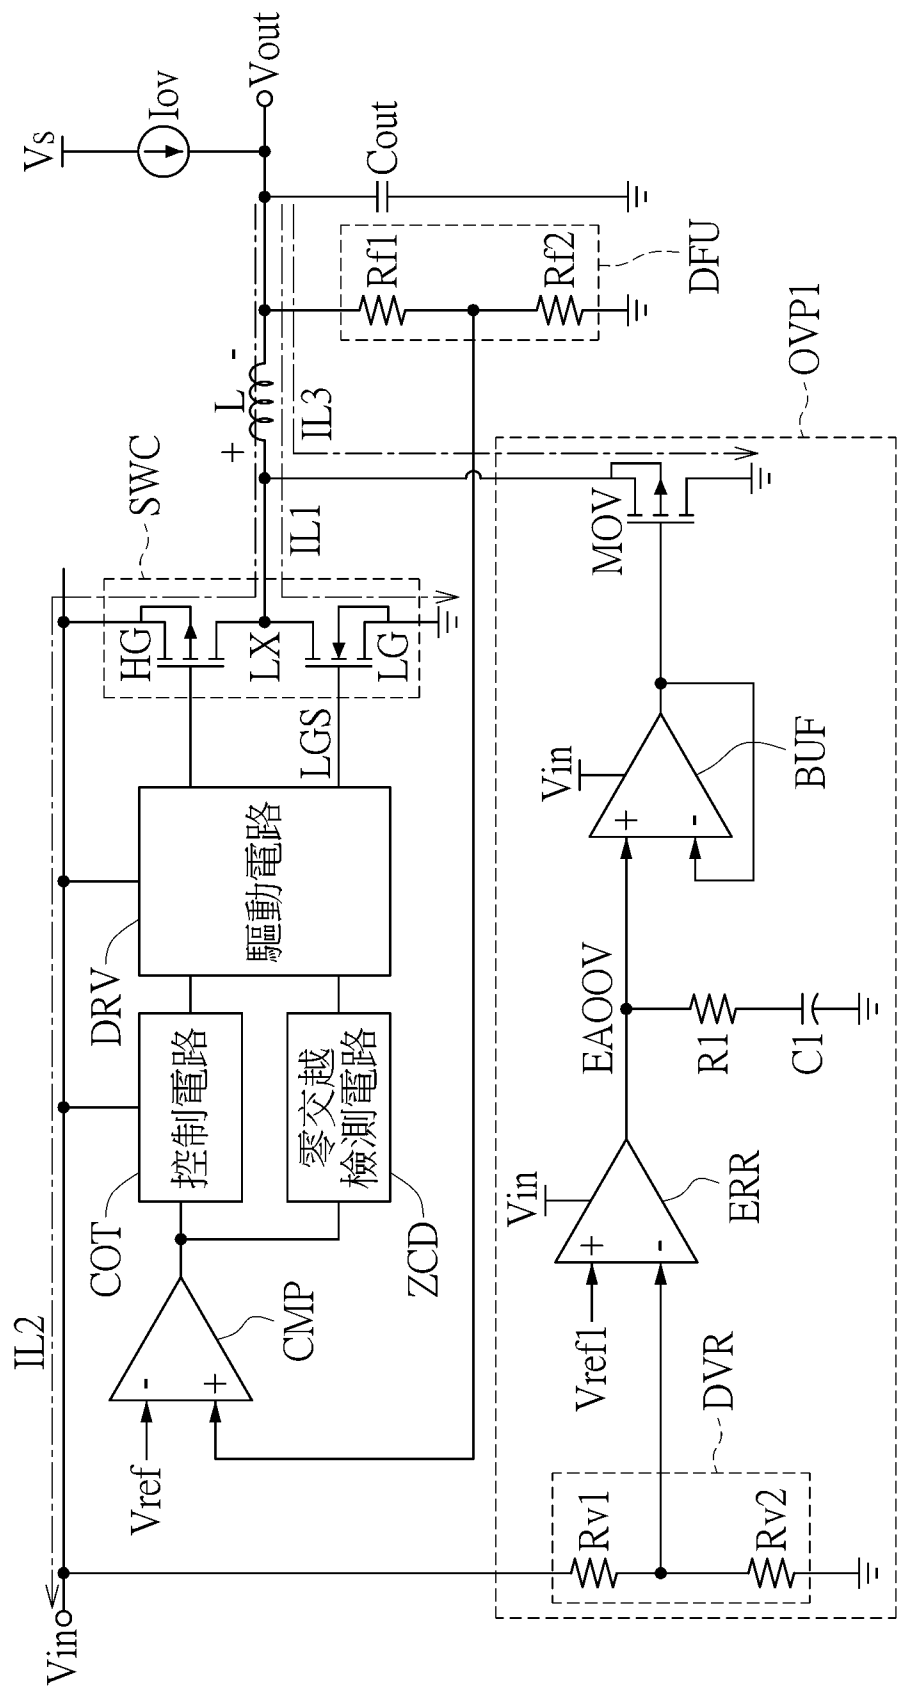 Vs
Iov
Vout
Cout
L
+
-
IL3
Rf1
Rf2
DFU
SWC
IL1
IL2
HG
LX
LG
LGS
DRV
驅動電路
COT
控制電路
零交越
檢測電路
ZCD
CMP
-
+
Vref
Vin
OVP1
MOV
Vin
+
-
BUF
EAOOV
R1
C1
Vin
+
-
ERR
Vref1
DVR
Rv1
Rv2